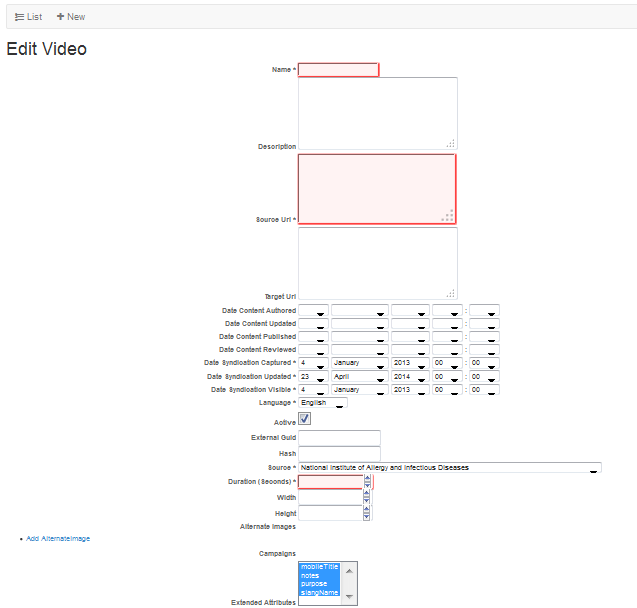 List + New
Edit Video
Name *
Description
Source Url *
Target Url
Date Content Authored :
Date Content Updated :
Date Content Published :
Date Content Reviewed :
Date Syndication Captured * 4 January 2013 00 : 00
Date Syndication Updated * 23 April 2014 00 : 00
Date Syndication Visible * 4 January 2013 00 : 00
Language * English
Active
External Guid
Hash
Source * National Institute of Allergy and Infectious Diseases
Duration (Seconds) *
Width
Height
Alternate Images
• Add AlternateImage
Campaigns
mobileTitle
notes
purpose
slangName
Extended Attributes